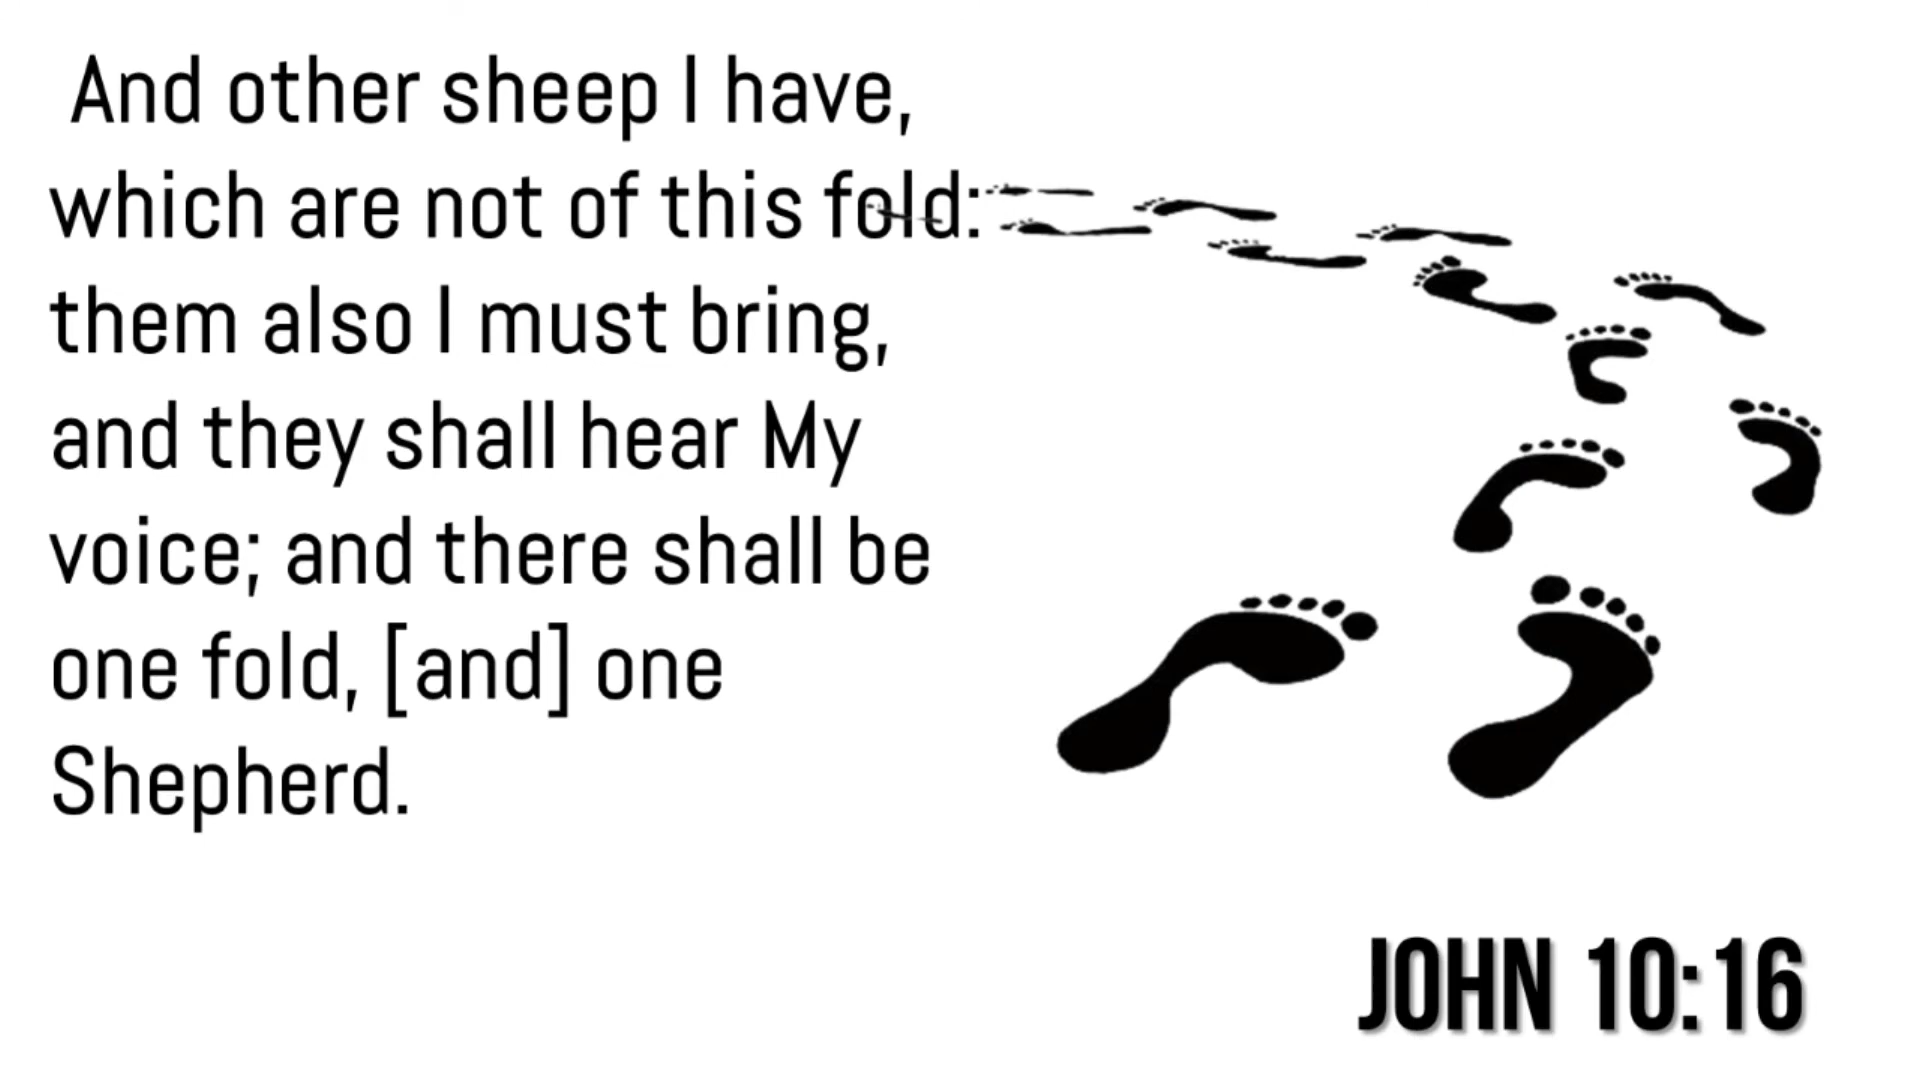 And other sheep I have,
which are not of this fold:
them also I must bring,
and they shall hear My
voice; and there shall be
one fold, [and] one
Shepherd.
JOHN 10:16